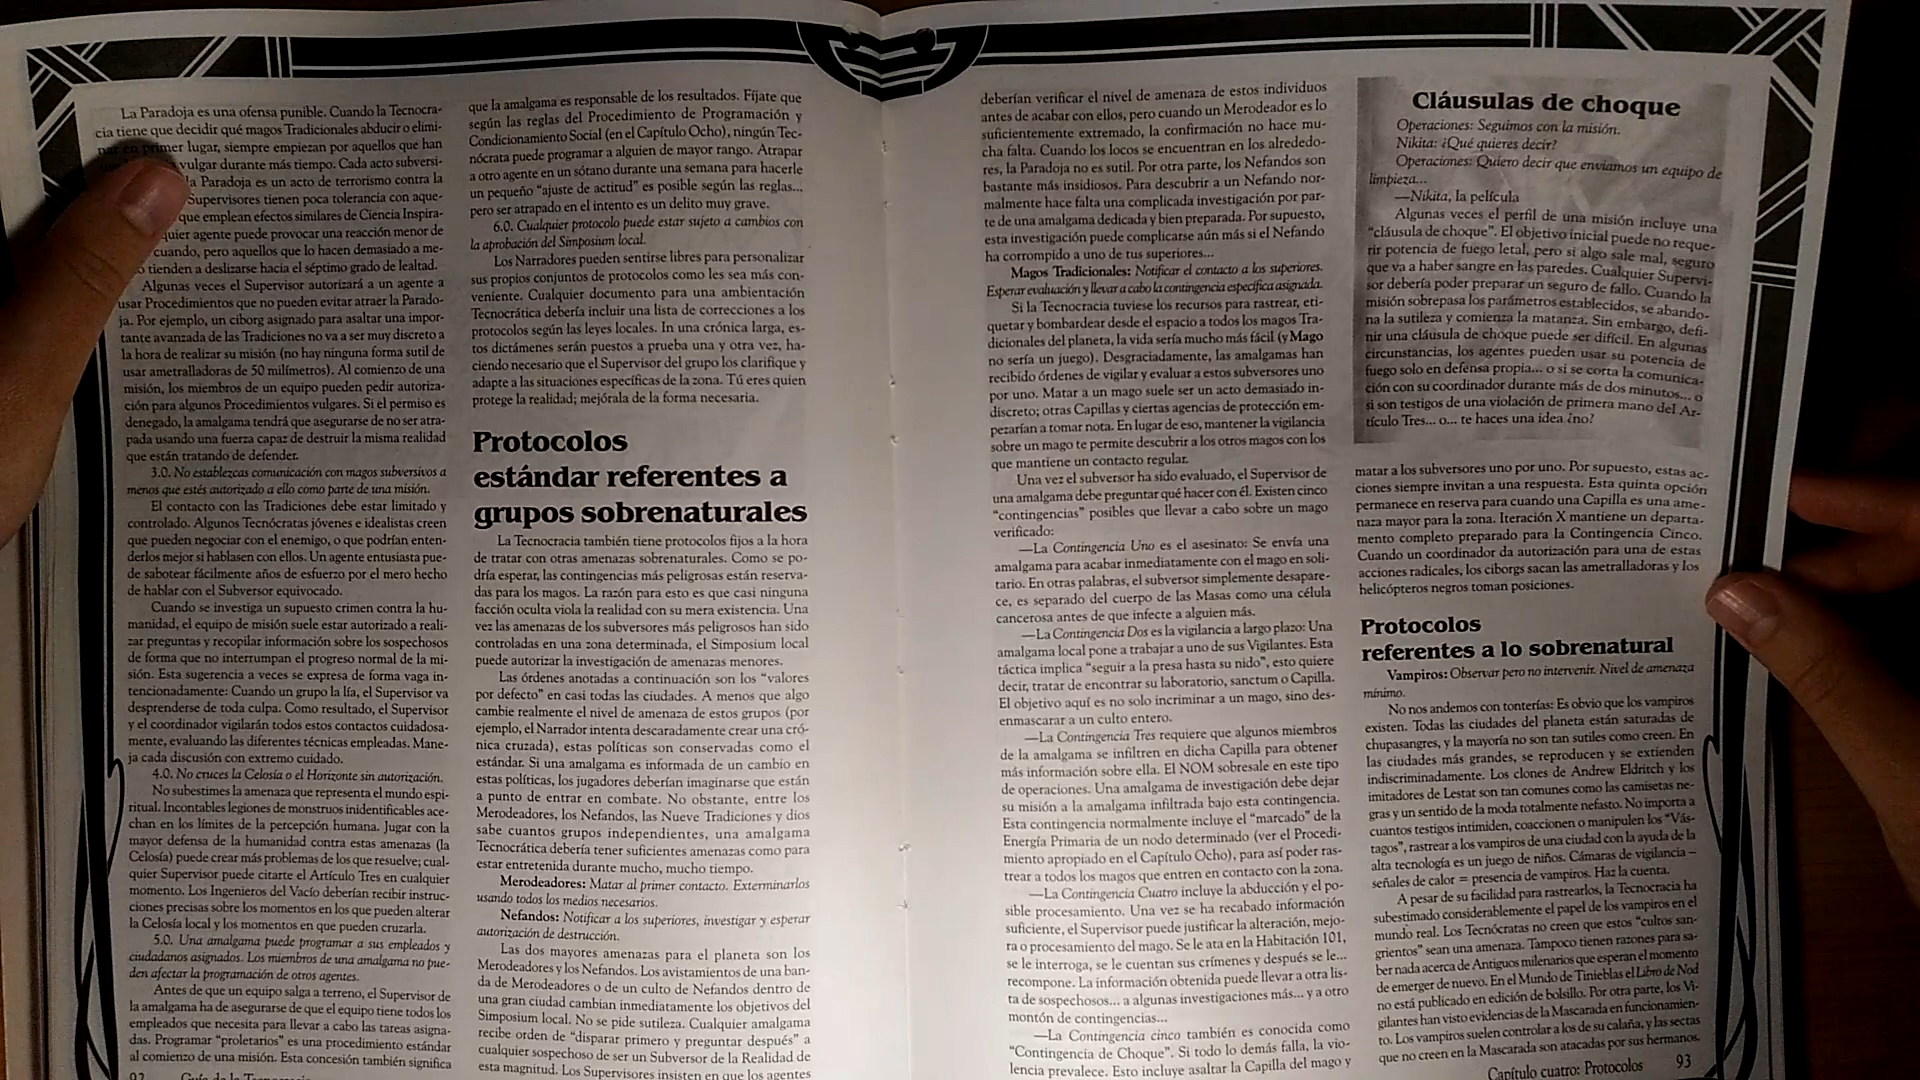 La Paradoja es una ofensa punible. Cuando la Tecnocra-
cia tiene que decidir qué magos Tradicionales abducir o elimi-
primer lugar, siempre empiezan por aquellos que han
vulgar durante más tiempo. Cada acto subversi-
la Paradoja es un acto de terrorismo contra la
Supervisores tienen poca tolerancia con aque-
que emplean efectos similares de Ciencia Inspira-
quier agente puede provocar una reacción menor de
cuando, pero aquellos que lo hacen demasiado a me-
o tienden a deslizarse hacia el séptimo grado de lealtad.
Algunas veces el Supervisor autorizará a un agente a
usar Procedimientos que no pueden evitar atraer la Parado-
ja. Por ejemplo, un ciborg asignado para asaltar una impor-
tante avanzada de las Tradiciones no va a ser muy discreto a
la hora de realizar su misión (no hay ninguna forma sutil de
usar ametralladoras de 50 milímetros). Al comienzo de una
misión, los miembros de un equipo pueden pedir autoriza-
ción para algunos Procedimientos vulgares. Si el permiso es
denegado, la amalgama tendrá que asegurarse de no ser atra-
pada usando una fuerza capaz de destruir la misma realidad
que están tratando de defender.
3.0. No establezcas comunicación con magos subversivos a
menos que estés autorizado a ello como parte de una misión.
El contacto con las Tradiciones debe estar limitado y
controlado. Algunos Tecnócratas jóvenes e idealistas creen
que pueden negociar con el enemigo, o que podrían enten-
derlos mejor si hablasen con ellos. Un agente entusiasta pue-
de sabotear fácilmente años de esfuerzo por el mero hecho
de hablar con el Subversor equivocado.
Cuando se investiga un supuesto crimen contra la hu-
manidad, el equipo de misión suele estar autorizado a reali-
zar preguntas y recopilar información sobre los sospechosos
de forma que no interrumpan el progreso normal de la mi-
sión. Esta sugerencia a veces se expresa de forma vaga in-
tencionadamente: Cuando un grupo la lía, el Supervisor va
desprenderse de toda culpa. Como resultado, el Supervisor
y el coordinador vigilarán todos estos contactos cuidadosa-
mente, evaluando las diferentes técnicas empleadas. Mane-
ja cada discusión con extremo cuidado.
4.0. No cruces la Celosía o el Horizonte sin autorización.
No subestimes la amenaza que representa el mundo espi-
ritual. Incontables legiones de monstruos inidentificables ace-
chan en los límites de la percepción humana. Jugar con la
mayor defensa de la humanidad contra estas amenazas (la
Celosía) puede crear más problemas de los que resuelve; cual-
quier Supervisor puede citarte el Artículo Tres en cualquier
momento. Los Ingenieros del Vacío deberían recibir instruc-
ciones precisas sobre los momentos en los que pueden alterar
la Celosía local y los momentos en que pueden cruzarla.
5.0. Una amalgama puede programar a sus empleados y
ciudadanos asignados. Los miembros de una amalgama no pue-
den afectar la programación de otros agentes.
Antes de que un equipo salga a terreno, el Supervisor de
la amalgama ha de asegurarse de que el equipo tiene todos los
empleados que necesita para llevar a cabo las tareas asigna-
das. Programar "proletarios" es una procedimiento estándar
al comienzo de una misión. Esta concesión también significa
92 Guía de la Tecnocracia
que la amalgama es responsable de los resultados. Fíjate que
según las reglas del Procedimiento de Programación y
Condicionamiento Social (en el Capítulo Ocho), ningún Tec-
nócrata puede programar a alguien de mayor rango. Atrapar
a otro agente en un sótano durante una semana para hacerle
un pequeño "ajuste de actitud" es posible según las reglas...
pero ser atrapado en el intento es un delito muy grave.
6.0. Cualquier protocolo puede estar sujeto a cambios con
la aprobación del Simposium local.
Los Narradores pueden sentirse libres para personalizar
sus propios conjuntos de protocolos como les sea más con-
veniente. Cualquier documento para una ambientación
Tecnocrática debería incluir una lista de correcciones a los
protocolos según las leyes locales. En una crónica larga, es-
tos dictámenes serán puestos a prueba una y otra vez, ha-
ciendo necesario que el Supervisor del grupo los clarifique y
adapte a las situaciones específicas de la zona. Tú eres quien
protege la realidad; mejórala de la forma necesaria.
Protocolos
estándar referentes a
grupos sobrenaturales
La Tecnocracia también tiene protocolos fijos a la hora
de tratar con otras amenazas sobrenaturales. Como se po-
dría esperar, las contingencias más peligrosas están reserva-
das para los magos. La razón para esto es que casi ninguna
facción oculta viola la realidad con su mera existencia. Una
vez las amenazas de los subversores más peligrosos han sido
controladas en una zona determinada, el Simposium local
puede autorizar la investigación de amenazas menores.
Las órdenes anotadas a continuación son los "valores
por defecto" en casi todas las ciudades. A menos que algo
cambie realmente el nivel de amenaza de estos grupos (por
ejemplo, el Narrador intenta descaradamente crear una cró-
nica cruzada), estas políticas son conservadas como el
estándar. Si una amalgama es informada de un cambio en
estas políticas, los jugadores deberían imaginarse que están
a punto de entrar en combate. No obstante, entre los
Merodeadores, los Nefandos, las Nueve Tradiciones y dios
sabe cuantos grupos independientes, una amalgama
Tecnocrática debería tener suficientes amenazas como para
estar entretenida durante mucho, mucho tiempo.
Merodeadores: Matar al primer contacto. Exterminarlos
usando todos los medios necesarios.
Nefandos: Notificar a los superiores, investigar y esperar
autorización de destrucción.
Las dos mayores amenazas para el planeta son los
Merodeadores y los Nefandos. Los avistamientos de una ban-
da de Merodeadores o de un culto de Nefandos dentro de
una gran ciudad cambian inmediatamente los objetivos del
Simposium local. No se pide sutileza. Cualquier amalgama
recibe orden de "disparar primero y preguntar después" a
cualquier sospechoso de ser un Subversor de la Realidad de
esta magnitud. Los Supervisores insisten en que los agentes
deberían verificar el nivel de amenaza de estos individuos
antes de acabar con ellos, pero cuando un Merodeador es lo
suficientemente extremado, la confirmación no hace mu-
cha falta. Cuando los locos se encuentran en los alrededo-
res, la Paradoja no es sutil. Por otra parte, los Nefandos son
bastante más insidiosos. Para descubrir a un Nefando nor-
malmente hace falta una complicada investigación por par-
te de una amalgama dedicada y bien preparada. Por supuesto,
esta investigación puede complicarse aún más si el Nefando
ha corrompido a uno de tus superiores...
Magos Tradicionales: Notificar el contacto a los superiores.
Esperar evaluación y llevar a cabo la contingencia específica asignada.
Si la Tecnocracia tuviese los recursos para rastrear, eti-
quetar y bombardear desde el espacio a todos los magos Tra-
dicionales del planeta, la vida sería mucho más fácil (y Mago
no sería un juego). Desgraciadamente, las amalgamas han
recibido órdenes de vigilar y evaluar a estos subversores uno
por uno. Matar a un mago suele ser un acto demasiado in-
discreto; otras Capillas y ciertas agencias de protección em-
pezarían a tomar nota. En lugar de eso, mantener la vigilancia
sobre un mago te permite descubrir a los otros magos con los
que mantiene un contacto regular.
Una vez el subversor ha sido evaluado, el Supervisor de
una amalgama debe preguntar qué hacer con él. Existen cinco
"contingencias" posibles que llevar a cabo sobre un mago
verificado:
—La Contingencia Uno es el asesinato: Se envía una
amalgama para acabar inmediatamente con el mago en soli-
tario. En otras palabras, el subversor simplemente desapare-
ce, es separado del cuerpo de las Masas como una célula
cancerosa antes de que infecte a alguien más.
—La Contingencia Dos es la vigilancia a largo plazo: Una
amalgama local pone a trabajar a uno de sus Vigilantes. Esta
táctica implica "seguir a la presa hasta su nido", esto quiere
decir, tratar de encontrar su laboratorio, sanctum o Capilla.
El objetivo aquí es no solo incriminar a un mago, sino des-
enmascarar a un culto entero.
—La Contingencia Tres requiere que algunos miembros
de la amalgama se infiltren en dicha Capilla para obtener
más información sobre ella. El NOM sobresale en este tipo
de operaciones. Una amalgama de investigación debe dejar
su misión a la amalgama infiltrada bajo esta contingencia.
Esta contingencia normalmente incluye el "marcado" de la
Energía Primaria de un nodo determinado (ver el Procedi-
miento apropiado en el Capítulo Ocho), para así poder ras-
trear a todos los magos que entren en contacto con la zona.
—La Contingencia Cuatro incluye la abducción y el po-
sible procesamiento. Una vez se ha recabado información
suficiente, el Supervisor puede justificar la alteración, mejo-
ra o procesamiento del mago. Se le ata en la Habitación 101,
se le interroga, se le cuentan sus crímenes y después se le...
recompone. La información obtenida puede llevar a otra lis-
ta de sospechosos... a algunas investigaciones más... y a otro
montón de contingencias...
—La Contingencia cinco también es conocida como
"Contingencia de Choque". Si todo lo demás falla, la vio-
lencia prevalece. Esto incluye asaltar la Capilla del mago y
Cláusulas de choque
Operaciones: Seguimos con la misión.
Nikita: ¿Qué quieres decir?
Operaciones: Quiero decir que enviamos un equipo de
limpieza...
—Nikita, la película
Algunas veces el perfil de una misión incluye una
"cláusula de choque". El objetivo inicial puede no reque-
rir potencia de fuego letal, pero si algo sale mal, seguro
que va a haber sangre en las paredes. Cualquier Supervi-
sor debería poder preparar un seguro de fallo. Cuando la
misión sobrepasa los parámetros establecidos, se abando-
na la sutileza y comienza la matanza. Sin embargo, defi-
nir una cláusula de choque puede ser difícil. En algunas
circunstancias, los agentes pueden usar su potencia de
fuego solo en defensa propia... o si se corta la comunica-
ción con su coordinador durante más de dos minutos... o
si son testigos de una violación de primera mano del Ar-
tículo Tres... o... te haces una idea ¿no?
matar a los subversores uno por uno. Por supuesto, estas ac-
ciones siempre invitan a una respuesta. Esta quinta opción
permanece en reserva para cuando una Capilla es una ame-
naza mayor para la zona. Iteración X mantiene un departa-
mento completo preparado para la Contingencia Cinco.
Cuando un coordinador da autorización para una de estas
acciones radicales, los ciborgs sacan las ametralladoras y los
helicópteros negros toman posiciones.
Protocolos
referentes a lo sobrenatural
Vampiros: Observar pero no intervenir. Nivel de amenaza
mínimo.
No nos andemos con tonterías: Es obvio que los vampiros
existen. Todas las ciudades del planeta están saturadas de
chupasangres, y la mayoría no son tan sutiles como creen. En
las ciudades más grandes, se reproducen y se extienden
indiscriminadamente. Los clones de Andrew Eldritch y los
imitadores de Lestat son tan comunes como las camisetas ne-
gras y un sentido de la moda totalmente nefasto. No importa a
cuantos testigos intimiden, coaccionen o manipulen los "Vás-
tagos", rastrear a los vampiros de una ciudad con la ayuda de la
alta tecnología es un juego de niños. Cámaras de vigilancia –
señales de calor = presencia de vampiros. Haz la cuenta.
A pesar de su facilidad para rastrearlos, la Tecnocracia ha
subestimado considerablemente el papel de los vampiros en el
mundo real. Los Tecnócratas no creen que estos "cultos san-
grientos" sean una amenaza. Tampoco tienen razones para sa-
ber nada acerca de Antiguos milenarios que esperan el momento
de emerger de nuevo. En el Mundo de Tinieblas el Libro de Nod
no está publicado en edición de bolsillo. Por otra parte, los Vi-
gilantes han visto evidencias de la Mascarada en funcionamien-
to. Los vampiros suelen controlar a los de su calaña, y las sectas
que no creen en la Mascarada son atacadas por sus hermanos.
Capítulo cuatro: Protocolos 93